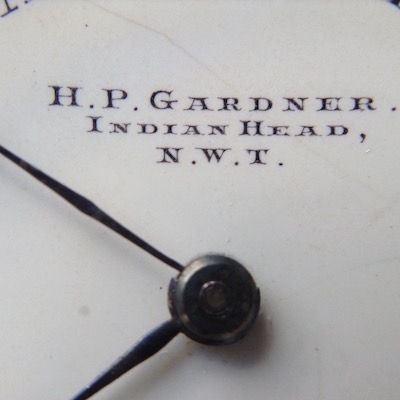 H. P. GARDNER.
INDIAN HEAD,
N.W.T.